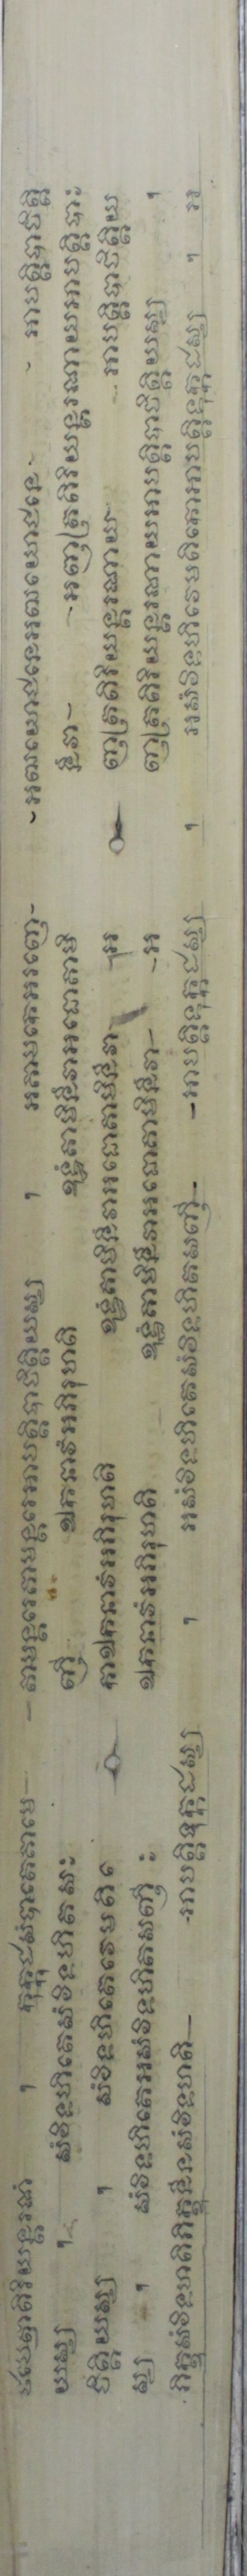 ឋបេត្វាតិរិយន្តរណំ ។ កុក្កុដសំបាតេគាមេ គាមន្តរេគាមន្តរេអាបត្តិបាចិត្តិយស្ស ។ អគាមកេអរញ្ញេ អឍយោជនេអឍយោជនេ អាបត្តិបាចិត្តិ
យស្ស ។ សំវិទហិតេសំវិទហិតសះ ញ្ញី ឯកនាវំអភិរុហតិ ឧទ្ធំគាមិនឹវាអធោគាមិ នឹវា អញ្ញត្រតិរិយន្តរណាយអាបត្តិបាះ
ចិត្តិយស្ស ។ សំវិទហិតេវេមតិ កោឯកនាវំអភិរុហតិ ឧទ្ធំគាមិនឹវាអធោគាមិនឹវា អ ញ្ញត្រតិរិយន្តរណាយ អាបត្តិបាចិត្តិយ
ស្ស ។ សំវិទហិតេអសំវិទហិតសញ្ញី ះ ឯកនាវំអភិរុហតិ ឧទ្ធំគាមិនឹវាអធោគាមិនឹវា អ ញ្ញត្រតិរិយន្តរណាយអាបត្តិបាចិត្តិយស្ស ។
ភិក្ខុសំវិទហតិភិក្ខុនីនសំវិទហតិ អាបត្តិទុក្កដស្ស ។ អសំវិទហិតេសំវិទហិតសញ្ញី អាបត្តិទុក្កដស្ស ។ អសំវិទហិវេមតិកោអាបត្តិទុក្កដស្ស ។ អ